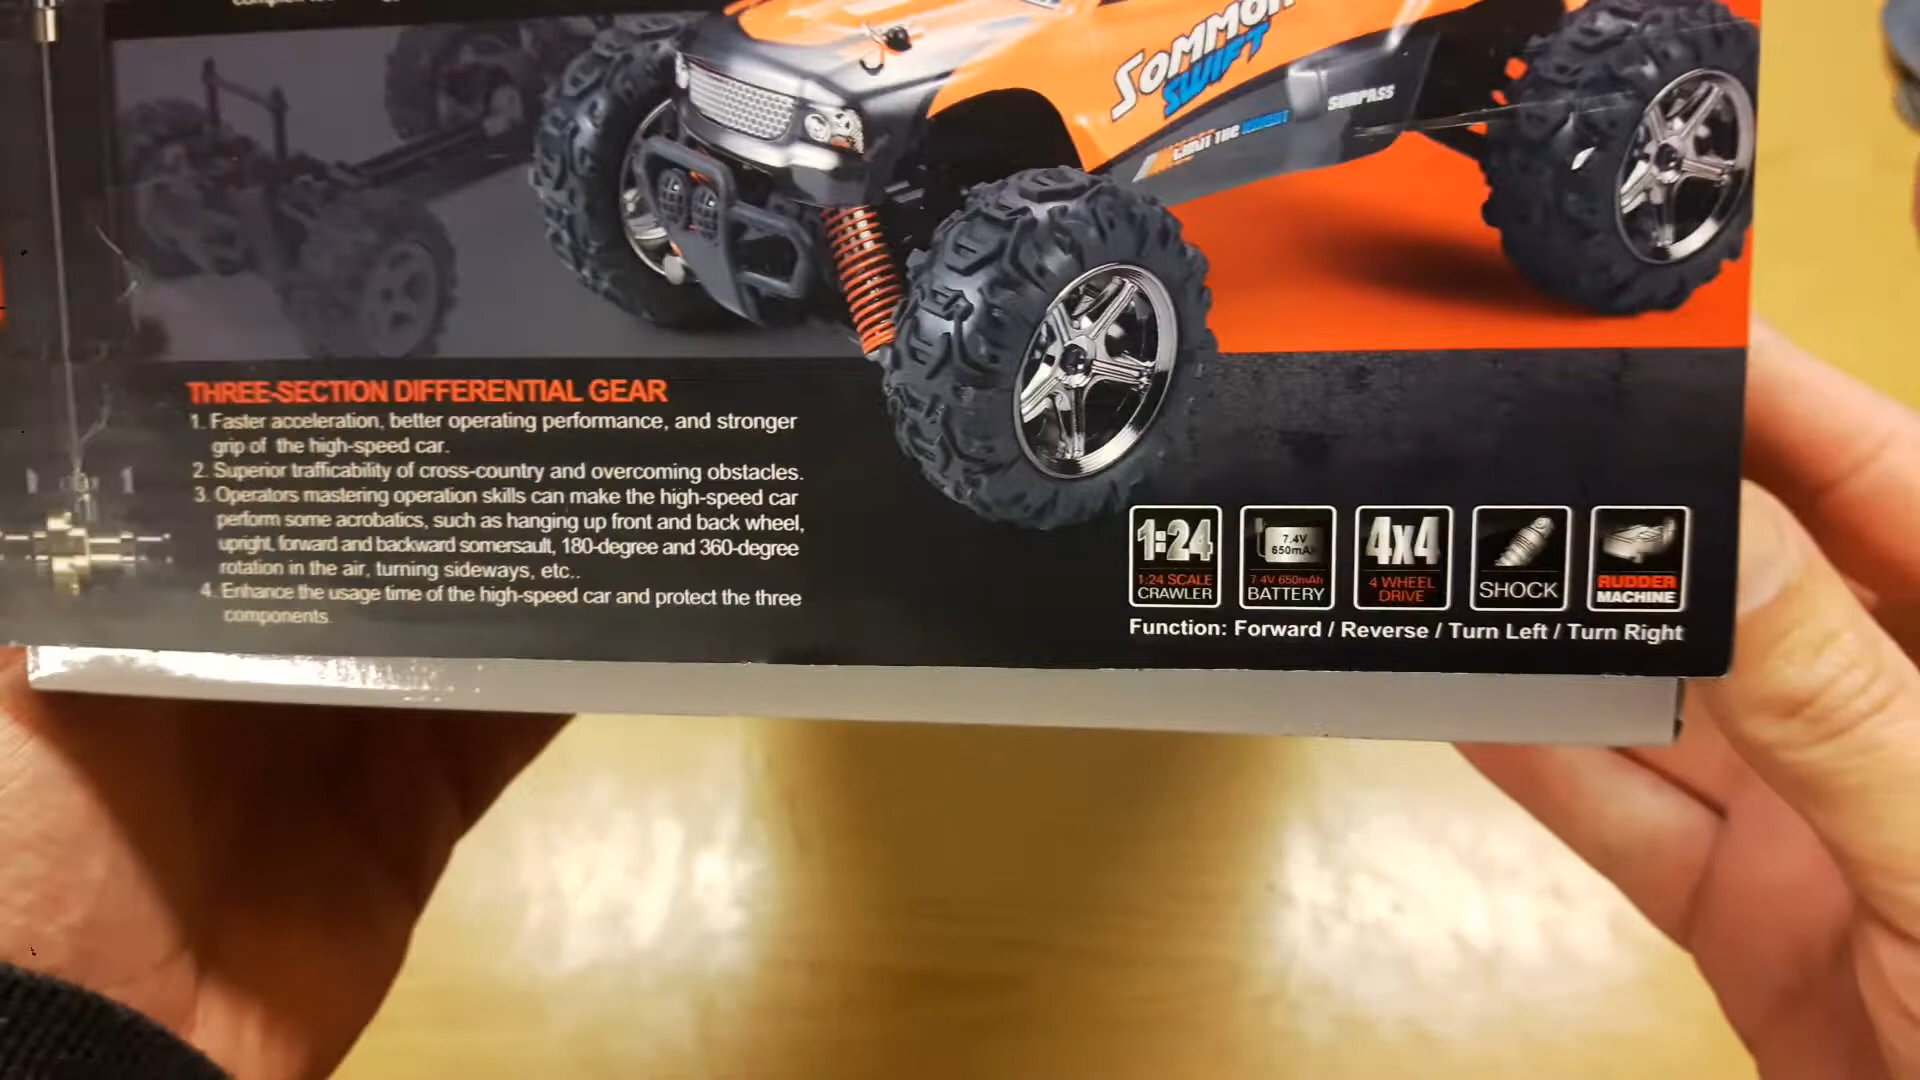 SOMMON
SWIFT
LIMIT THE
SURPASS
THREE-SECTION DIFFERENTIAL GEAR
1. Faster acceleration, better operating performance, and stronger
grip of the high-speed car.
2. Superior trafficability of cross-country and overcoming obstacles.
3. Operators mastering operation skills can make the high-speed car
perform some acrobatics, such as hanging up front and back wheel,
upright, forward and backward somersault, 180-degree and 360-degree
rotation in the air, turning sideways, etc..
4. Enhance the usage time of the high-speed car and protect the three
components.
1:24
1:24 SCALE
CRAWLER
7.4V
650mAh
7.4V 650mAh
BATTERY
4x4
4 WHEEL
DRIVE
SHOCK
RUDDER
MACHINE
Function: Forward / Reverse / Turn Left / Turn Right